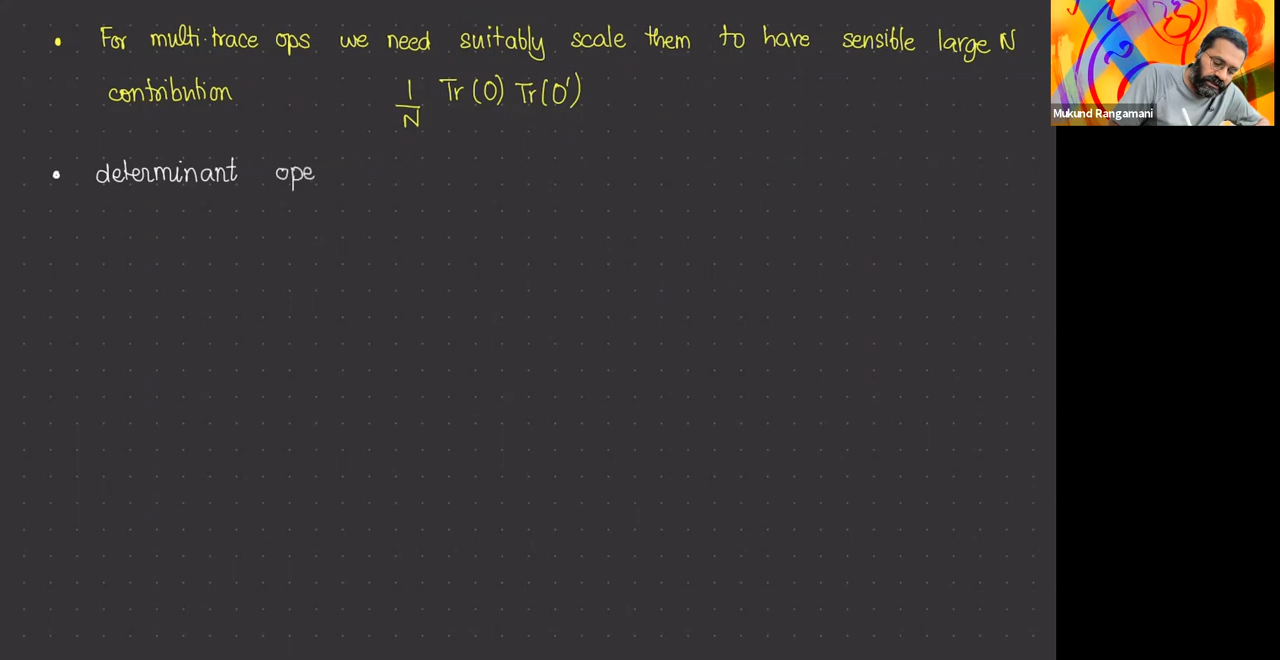 • For multi-trace ops we need suitably scale them to have sensible large N
contribution 1/N Tr(O) Tr(O')
• determinant ope
Mukund Rangamani